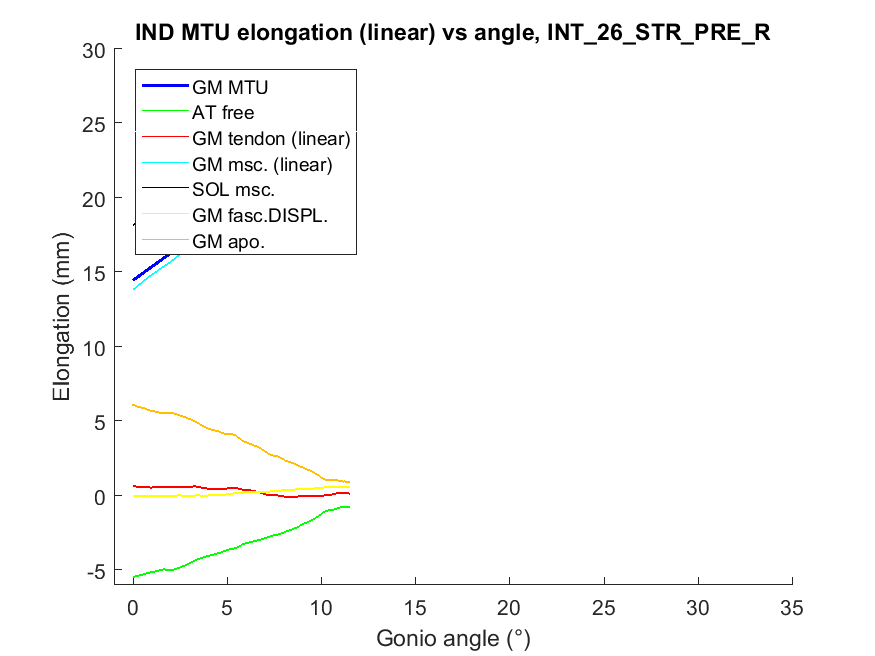 IND MTU elongation (linear) vs angle, INT_26_STR_PRE_R
30
25
20
15
10
5
0
-5
Elongation (mm)
GM MTU
AT free
GM tendon (linear)
GM msc. (linear)
SOL msc.
GM fasc.DISPL.
GM apo.
0 5 10 15 20 25 30 35
Gonio angle (°)